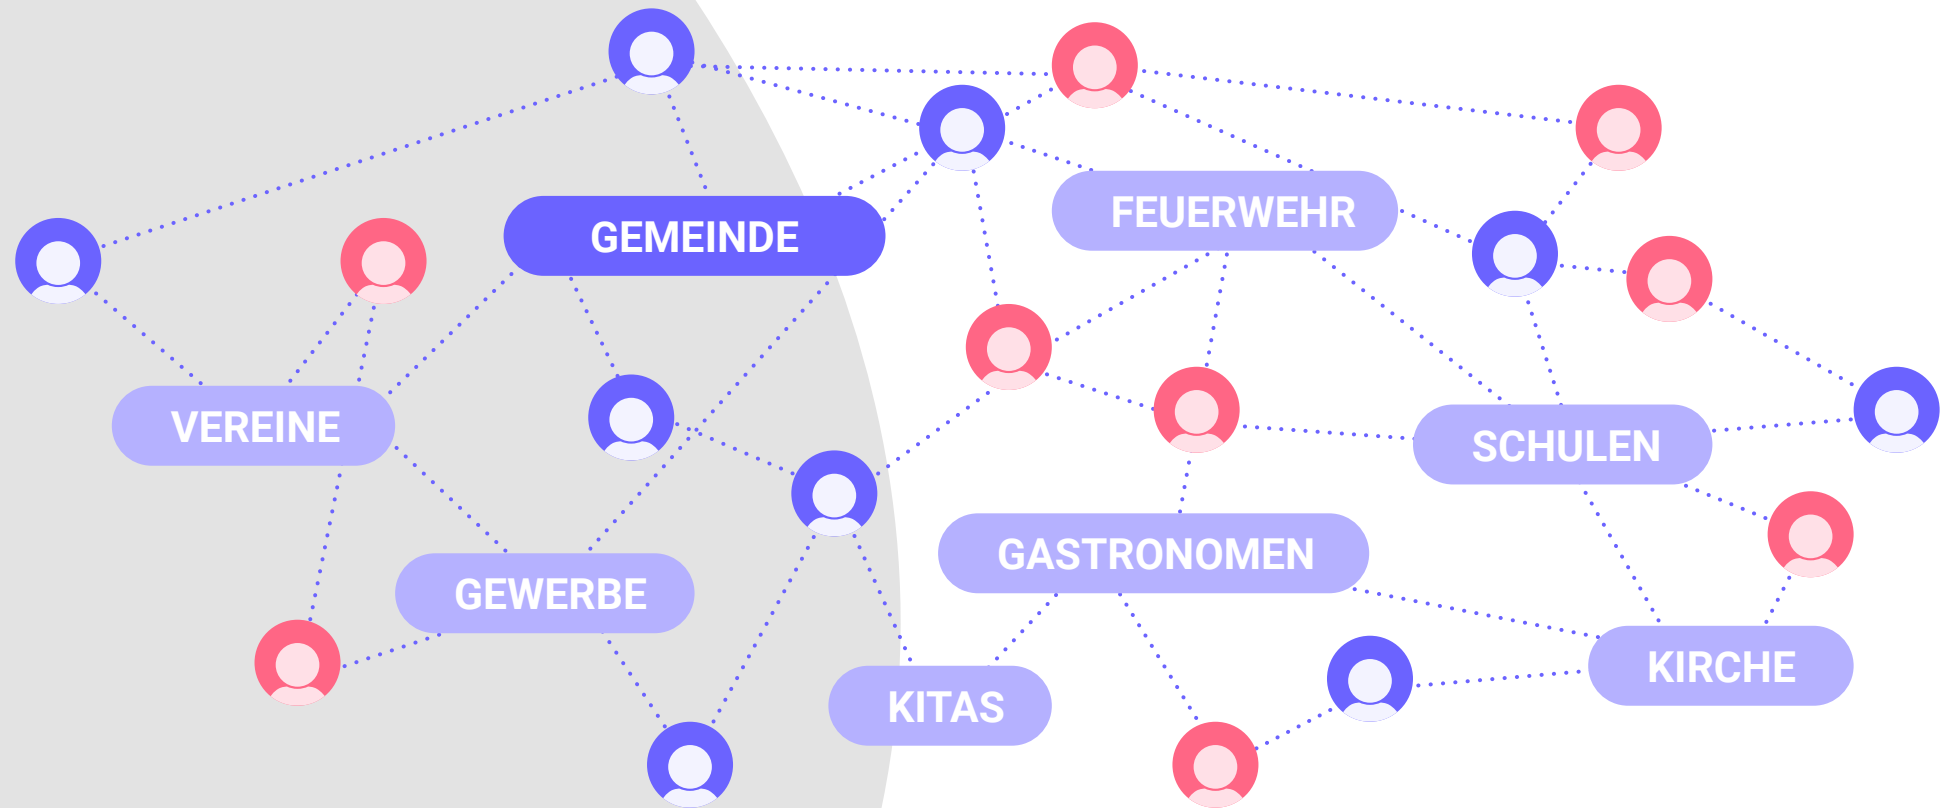 FEUERWEHR
GEMEINDE
VEREINE
SCHULEN
GASTRONOMEN
GEWERBE
KIRCHE
KITAS